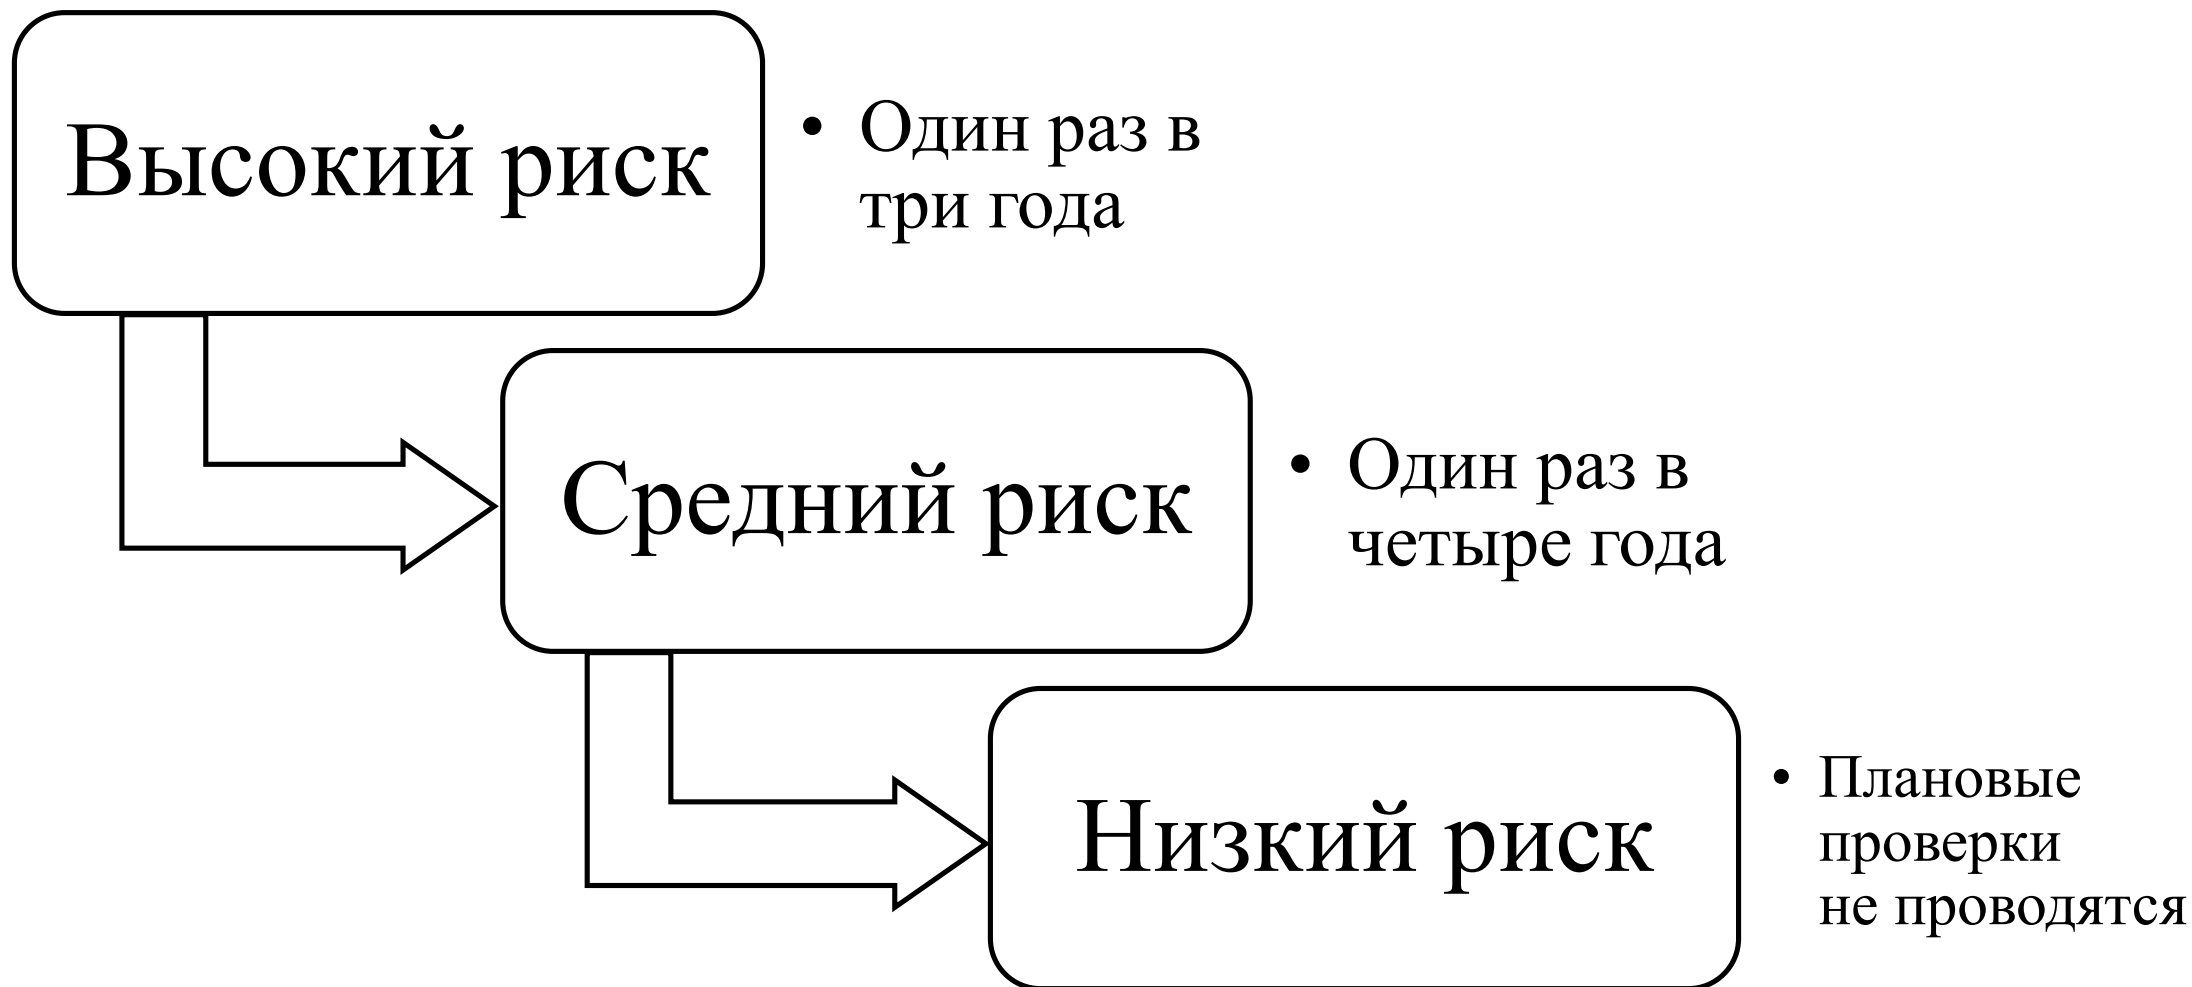 Высокий риск
• Один раз в
три года
Средний риск
• Один раз в
четыре года
Низкий риск
• Плановые
проверки
не проводятся